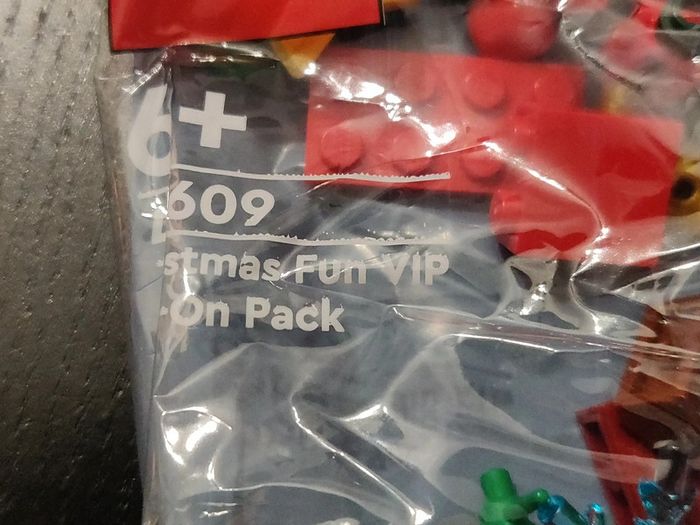 6+
609
stmas Fun VIP
-On Pack